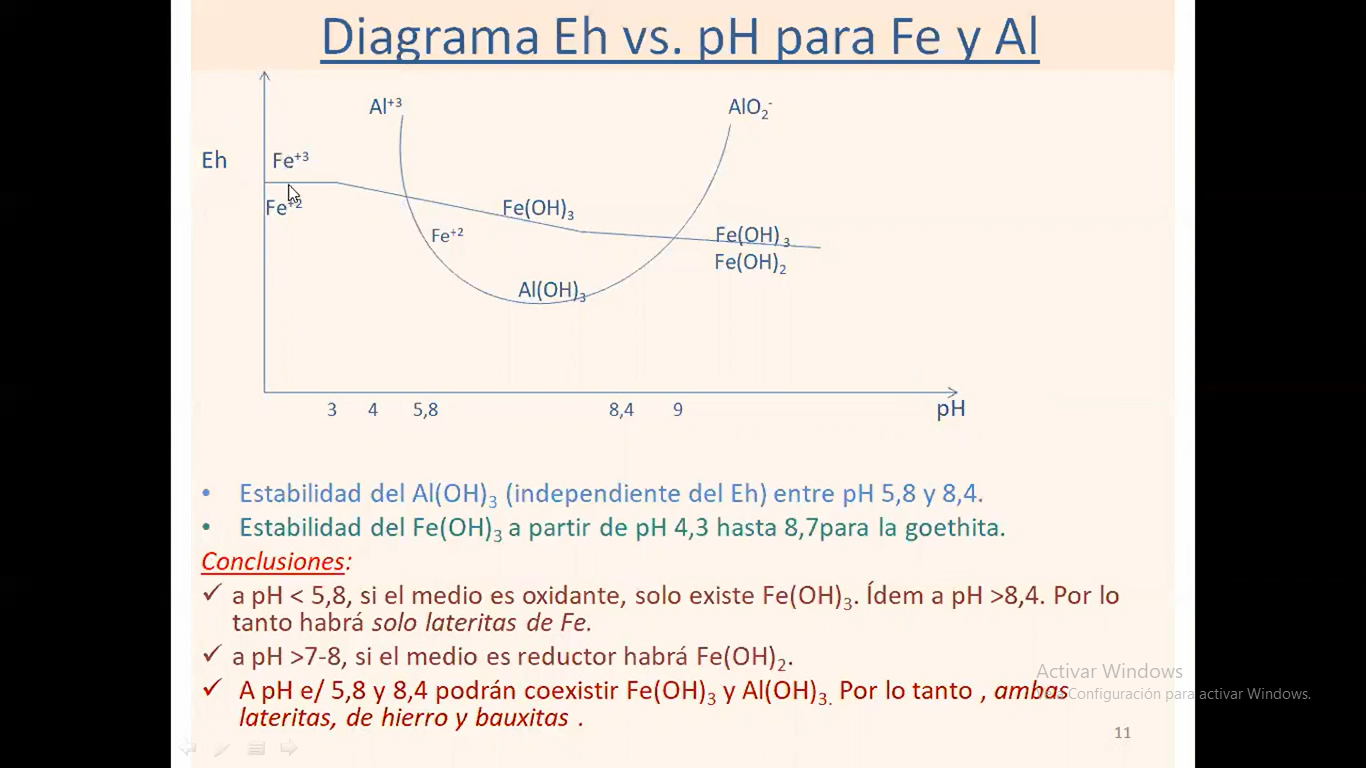 Diagrama Eh vs. pH para Fe y Al
Al⁺³
AlO₂⁻
Eh
Fe⁺³
Fe⁺²
Fe(OH)₃
Fe⁺²
Fe(OH)₃
Fe(OH)₂
Al(OH)₃
3 4 5,8 8,4 9 pH
• Estabilidad del Al(OH)₃ (independiente del Eh) entre pH 5,8 y 8,4.
• Estabilidad del Fe(OH)₃ a partir de pH 4,3 hasta 8,7para la goethita.
Conclusiones:
✓ a pH < 5,8, si el medio es oxidante, solo existe Fe(OH)₃. Ídem a pH >8,4. Por lo
tanto habrá solo lateritas de Fe.
✓ a pH >7-8, si el medio es reductor habrá Fe(OH)₂.
✓ A pH e/ 5,8 y 8,4 podrán coexistir Fe(OH)₃ y Al(OH)₃. Por lo tanto , ambas
lateritas, de hierro y bauxitas .
Activar Windows
Configuración para activar Windows.
11